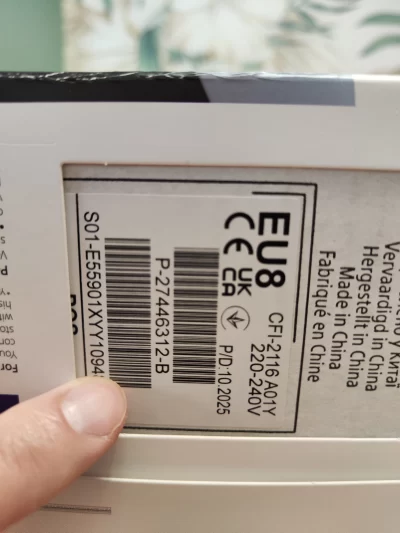 EU8
CE UK
CA
CFI-2116 A01Y
220-240V
P/D:10.2025
P-27446312-B
S01-E55901XYY1094
Vervaardigd in China
Hergestellt in China
Made in China
Fabriqué en Chine